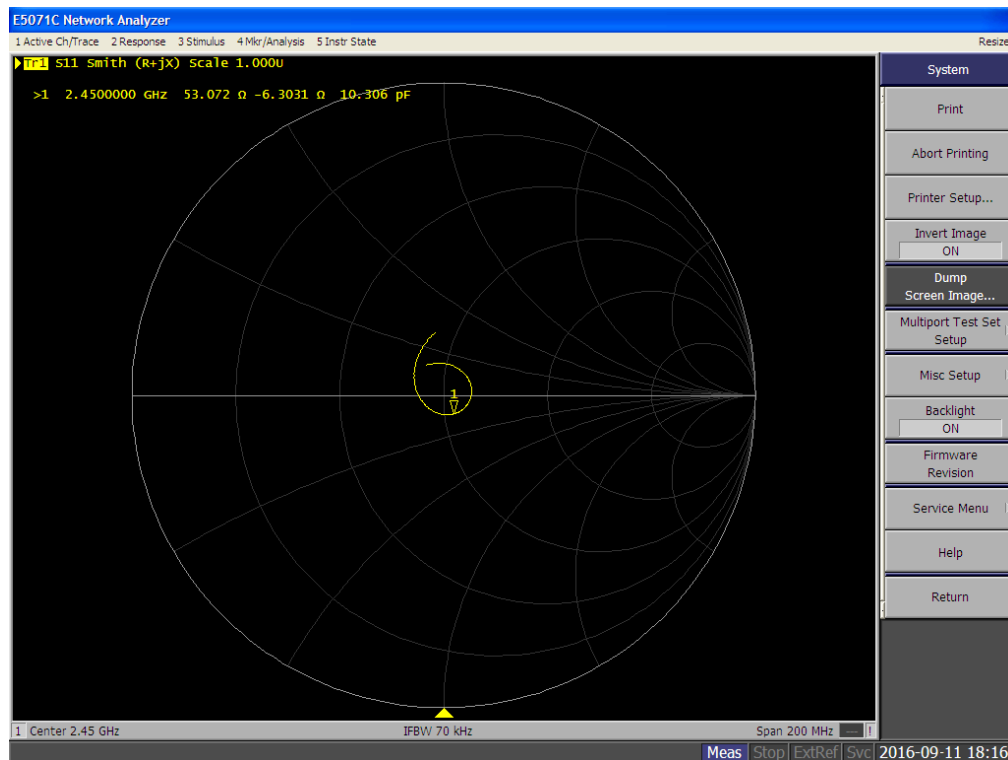 E5071C Network Analyzer
1 Active Ch/Trace 2 Response 3 Stimulus 4 Mkr/Analysis 5 Instr State
Resize
Tr1 S11 Smith (R+jX) Scale 1.000U
>1 2.4500000 GHz 53.072 Ω -6.3031 Ω 10.306 pF
1
System
Print
Abort Printing
Printer Setup...
Invert Image
ON
Dump
Screen Image...
Multiport Test Set
Setup
Misc Setup
Backlight
ON
Firmware
Revision
Service Menu
Help
Return
1 Center 2.45 GHz
IFBW 70 kHz
Span 200 MHz --- !
Meas Stop ExtRef Svc 2016-09-11 18:16